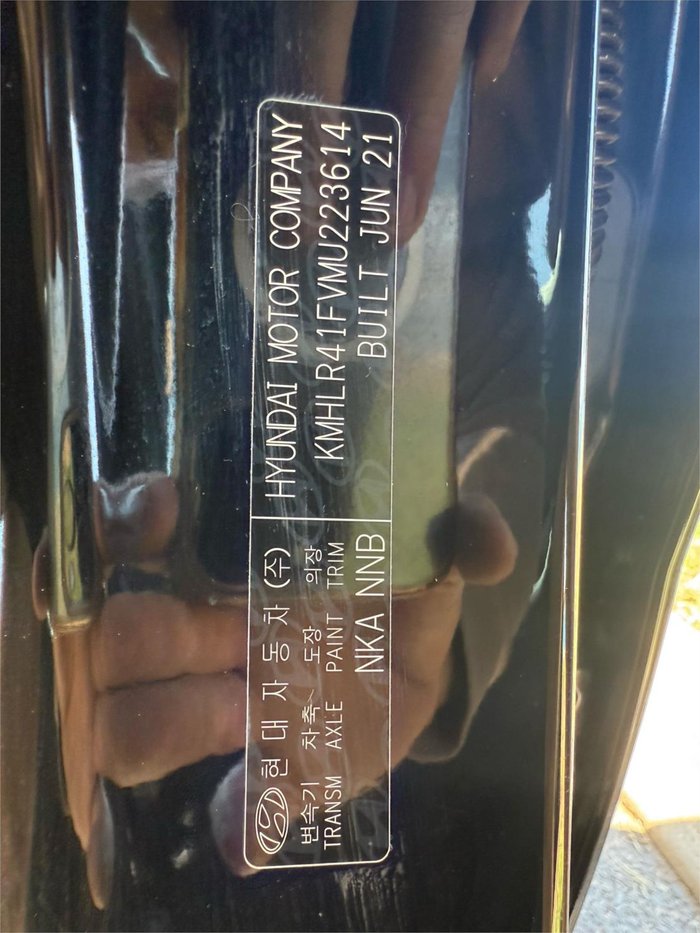 현대자동차(주) HYUNDAI MOTOR COMPANY
변속기 차축 도장 의장 KMHLR41FVMU223614
TRANSM AXLE PAINT TRIM BUILT JUN 21
NKA NNB